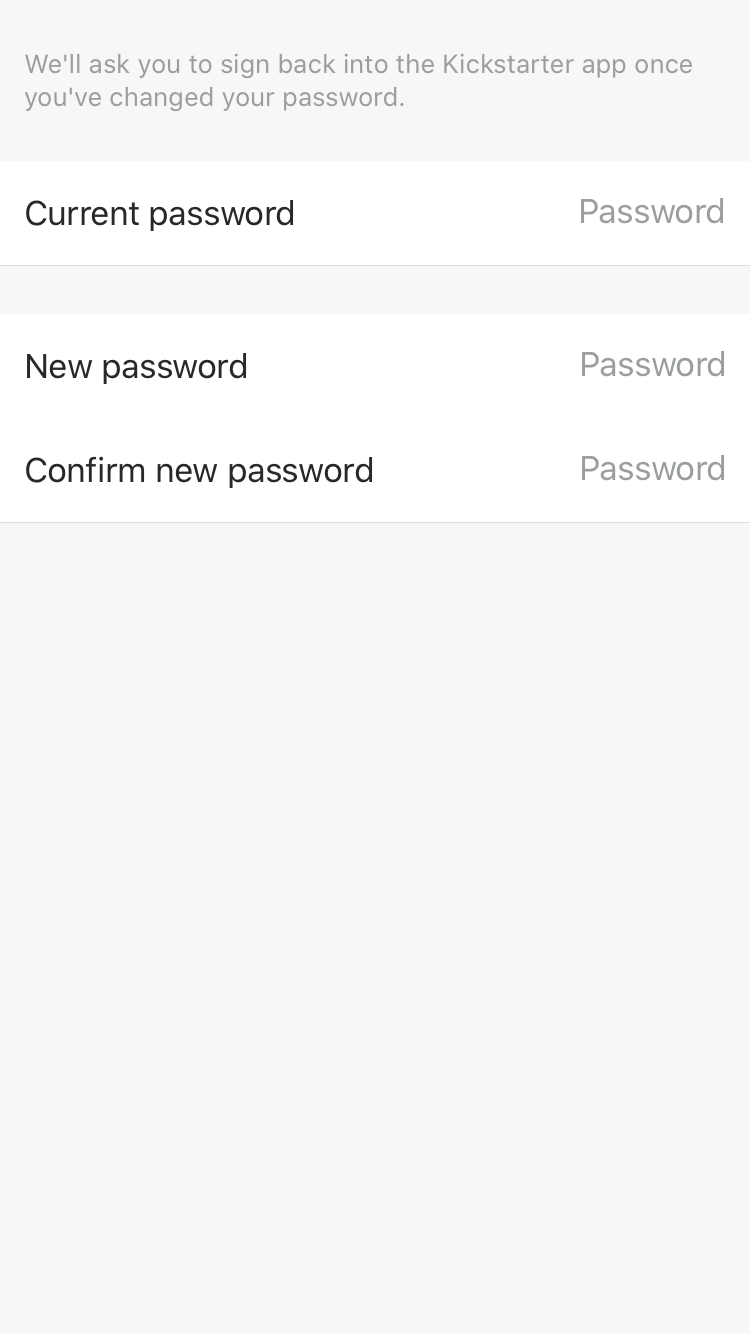 We'll ask you to sign back into the Kickstarter app once
you've changed your password.
Current password Password
New password Password
Confirm new password Password